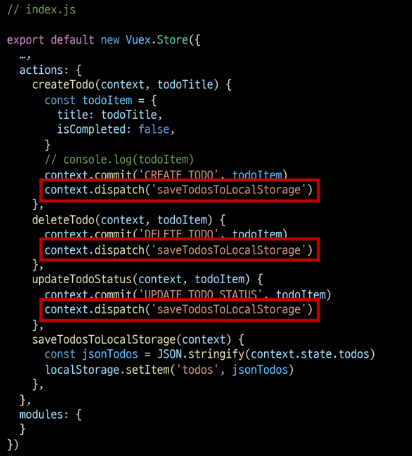 // index.js
export default new Vuex.Store({
  …,
  actions: {
    createTodo(context, todoTitle) {
      const todoItem = {
        title: todoTitle,
        isCompleted: false,
      }
      // console.log(todoItem)
      context.commit('CREATE_TODO', todoItem)
      context.dispatch('saveTodosToLocalStorage')
    },
    deleteTodo(context, todoItem) {
      context.commit('DELETE_TODO', todoItem)
      context.dispatch('saveTodosToLocalStorage')
    },
    updateTodoStatus(context, todoItem) {
      context.commit('UPDATE_TODO_STATUS', todoItem)
      context.dispatch('saveTodosToLocalStorage')
    },
    saveTodosToLocalStorage(context) {
      const jsonTodos = JSON.stringify(context.state.todos)
      localStorage.setItem('todos', jsonTodos)
    },
  },
  modules: {
  }
})